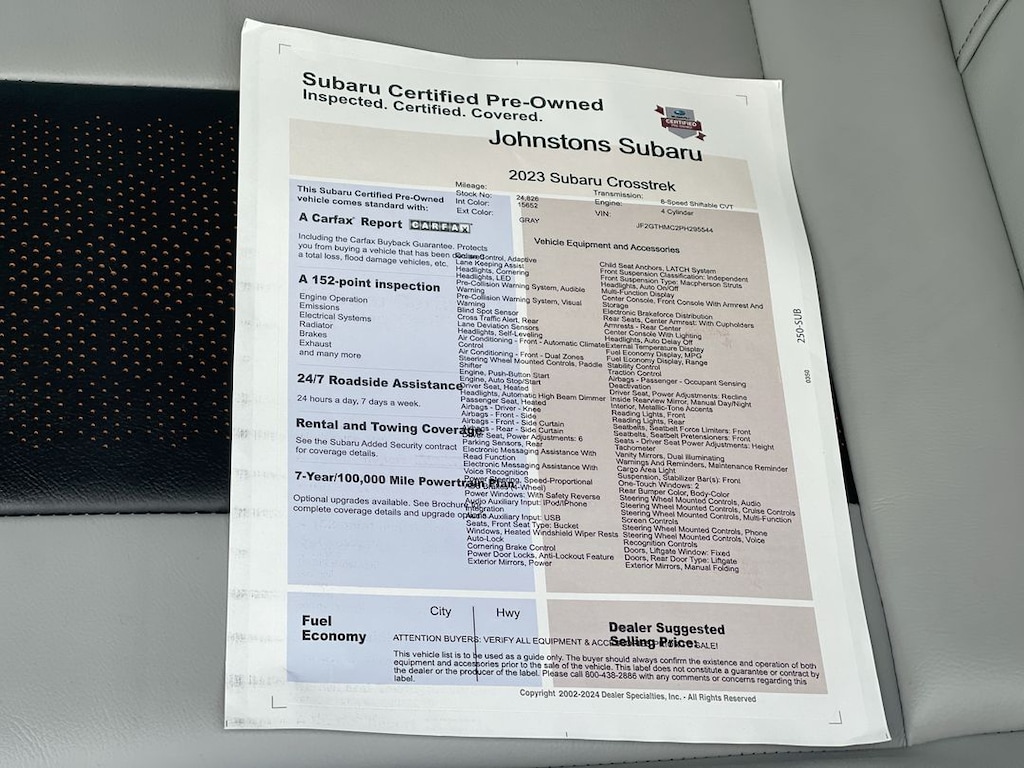 Subaru Certified Pre-Owned
Inspected. Certified. Covered.
CERTIFIED
Johnstons Subaru
2023 Subaru Crosstrek
Mileage: 24,826
Stock No: 15652
Int Color:
Ext Color: GRAY
Transmission: 8-Speed Shiftable CVT
Engine: 4 Cylinder
VIN: JF2GTHMC2PH295544
This Subaru Certified Pre-Owned
vehicle comes standard with:
A Carfax® Report CARFAX
Including the Carfax Buyback Guarantee. Protects
you from buying a vehicle that has been
a total loss, flood damage vehicles, etc.
A 152-point inspection
Engine Operation
Emissions
Electrical Systems
Radiator
Brakes
Exhaust
and many more
24/7 Roadside Assistance
24 hours a day, 7 days a week.
Rental and Towing Coverage
See the Subaru Added Security contract
for coverage details.
7-Year/100,000 Mile Powertrain Plan
Optional upgrades available. See Brochure for
complete coverage details and upgrade options.
Vehicle Equipment and Accessories
Cruise Control, Adaptive
Lane Keeping Assist
Headlights, Cornering
Headlights, LED
Pre-Collision Warning System, Audible
Warning
Pre-Collision Warning System, Visual
Warning
Blind Spot Sensor
Cross Traffic Alert, Rear
Lane Deviation Sensors
Headlights, Self-Leveling
Air Conditioning - Front - Automatic Climate
Control
Air Conditioning - Front - Dual Zones
Steering Wheel Mounted Controls, Paddle
Shifter
Engine, Push-Button Start
Engine, Auto Stop/Start
Driver Seat, Heated
Headlights, Automatic High Beam Dimmer
Passenger Seat, Heated
Airbags - Driver - Knee
Airbags - Front - Side
Airbags - Front - Side Curtain
Airbags - Rear - Side Curtain
Driver Seat, Power Adjustments: 6
Parking Sensors, Rear
Electronic Messaging Assistance With
Read Function
Electronic Messaging Assistance With
Voice Recognition
Power Steering, Speed-Proportional
(4-Wheel)
Power Windows: With Safety Reverse
Audio Auxiliary Input: IPod/IPhone
Integration
Audio Auxiliary Input: USB
Seats, Front Seat Type: Bucket
Windows, Heated Windshield Wiper Rests
Auto-Lock
Cornering Brake Control
Power Door Locks, Anti-Lockout Feature
Exterior Mirrors, Power
Child Seat Anchors, LATCH System
Front Suspension Classification: Independent
Front Suspension Type: Macpherson Struts
Headlights, Auto On/Off
Multi-Function Display
Center Console, Front Console With Armrest And
Storage
Electronic Brakeforce Distribution
Rear Seats, Center Armrest: With Cupholders
Armrests - Rear Center
Center Console With Lighting
Headlights, Auto Delay Off
External Temperature Display
Fuel Economy Display, MPG
Fuel Economy Display, Range
Stability Control
Traction Control
Airbags - Passenger - Occupant Sensing
Deactivation
Driver Seat, Power Adjustments: Recline
Inside Rearview Mirror, Manual Day/Night
Interior, Metallic-Tone Accents
Reading Lights, Front
Reading Lights, Rear
Seatbelts, Seatbelt Force Limiters: Front
Seatbelts, Seatbelt Pretensioners: Front
Seats - Driver Seat Power Adjustments: Height
Tachometer
Vanity Mirrors, Dual Illuminating
Warnings And Reminders, Maintenance Reminder
Cargo Area Light
Suspension, Stabilizer Bar(s): Front
One-Touch Windows: 2
Rear Bumper Color, Body-Color
Steering Wheel Mounted Controls, Audio
Steering Wheel Mounted Controls, Cruise Controls
Steering Wheel Mounted Controls, Multi-Function
Screen Controls
Steering Wheel Mounted Controls, Phone
Steering Wheel Mounted Controls, Voice
Recognition Controls
Doors, Liftgate Window: Fixed
Doors, Rear Door Type: Liftgate
Exterior Mirrors, Manual Folding
250-SUB
0350
Fuel
Economy
City
Hwy
Dealer Suggested
Selling Price:
ATTENTION BUYERS: VERIFY ALL EQUIPMENT & SALE!
This vehicle list is to be used as a guide only. The buyer should always confirm the existence and operation of both
equipment and accessories prior to the sale of the vehicle. This label does not constitute a guarantee or contract by
the dealer or the producer of the label. Please call 800-438-2886 with any comments or concerns regarding this
label.
Copyright 2002-2024 Dealer Specialties, Inc. - All Rights Reserved